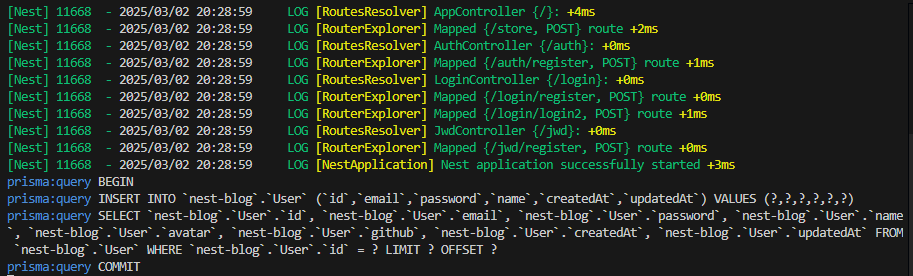 [Nest] 11668  - 2025/03/02 20:28:59     LOG [RoutesResolver] AppController {/}: +4ms
[Nest] 11668  - 2025/03/02 20:28:59     LOG [RouterExplorer] Mapped {/store, POST} route +2ms
[Nest] 11668  - 2025/03/02 20:28:59     LOG [RoutesResolver] AuthController {/auth}: +0ms
[Nest] 11668  - 2025/03/02 20:28:59     LOG [RouterExplorer] Mapped {/auth/register, POST} route +1ms
[Nest] 11668  - 2025/03/02 20:28:59     LOG [RoutesResolver] LoginController {/login}: +0ms
[Nest] 11668  - 2025/03/02 20:28:59     LOG [RouterExplorer] Mapped {/login/register, POST} route +0ms
[Nest] 11668  - 2025/03/02 20:28:59     LOG [RouterExplorer] Mapped {/login/login2, POST} route +1ms
[Nest] 11668  - 2025/03/02 20:28:59     LOG [RoutesResolver] JwdController {/jwd}: +0ms
[Nest] 11668  - 2025/03/02 20:28:59     LOG [RouterExplorer] Mapped {/jwd/register, POST} route +0ms
[Nest] 11668  - 2025/03/02 20:28:59     LOG [NestApplication] Nest application successfully started +3ms
prisma:query BEGIN
prisma:query INSERT INTO `nest-blog`.`User` (`id`,`email`,`password`,`name`,`createdAt`,`updatedAt`) VALUES (?,?,?,?,?,?)
prisma:query SELECT `nest-blog`.`User`.`id`, `nest-blog`.`User`.`email`, `nest-blog`.`User`.`password`, `nest-blog`.`User`.`name
`, `nest-blog`.`User`.`avatar`, `nest-blog`.`User`.`github`, `nest-blog`.`User`.`createdAt`, `nest-blog`.`User`.`updatedAt` FROM
`nest-blog`.`User` WHERE `nest-blog`.`User`.`id` = ? LIMIT ? OFFSET ?
prisma:query COMMIT